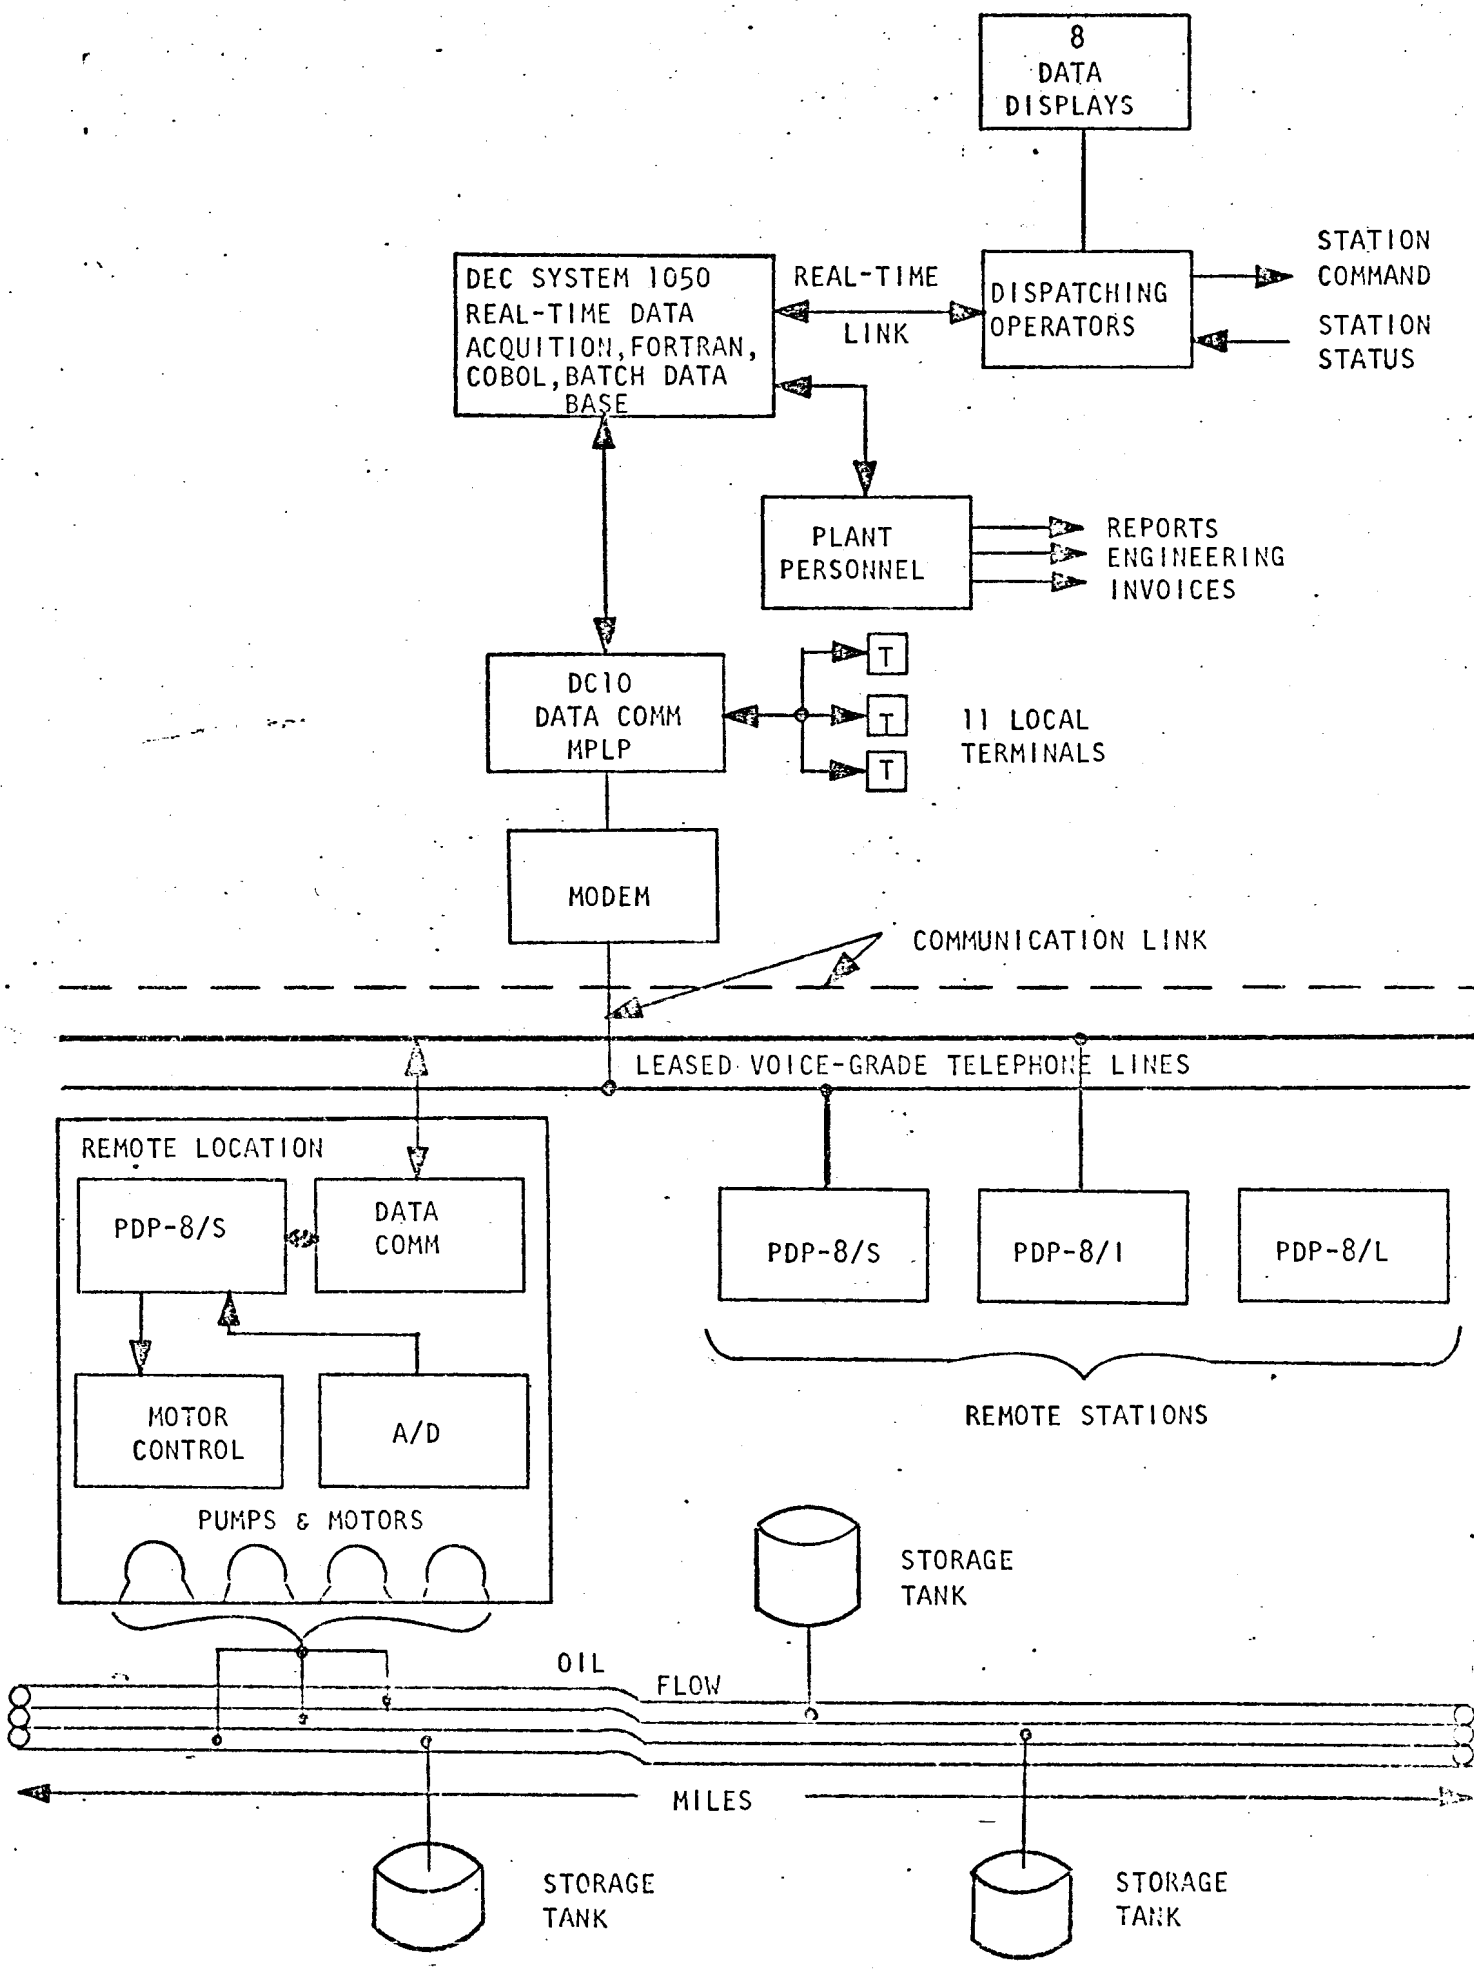 8
DATA
DISPLAYS
STATION
COMMAND
DEC SYSTEM 1050
REAL-TIME DATA
ACQUITION, FORTRAN,
COBOL, BATCH DATA
BASE
REAL-TIME
LINK
DISPATCHING
OPERATORS
STATION
STATUS
PLANT
PERSONNEL
REPORTS
ENGINEERING
INVOICES
DC10
DATA COMM
MPLP
T
T
T
11 LOCAL
TERMINALS
MODEM
COMMUNICATION LINK
LEASED VOICE-GRADE TELEPHONE LINES
REMOTE LOCATION
PDP-8/S
DATA
COMM
PDP-8/S
PDP-8/I
PDP-8/L
MOTOR
CONTROL
A/D
REMOTE STATIONS
PUMPS & MOTORS
STORAGE
TANK
OIL
FLOW
MILES
STORAGE
TANK
STORAGE
TANK